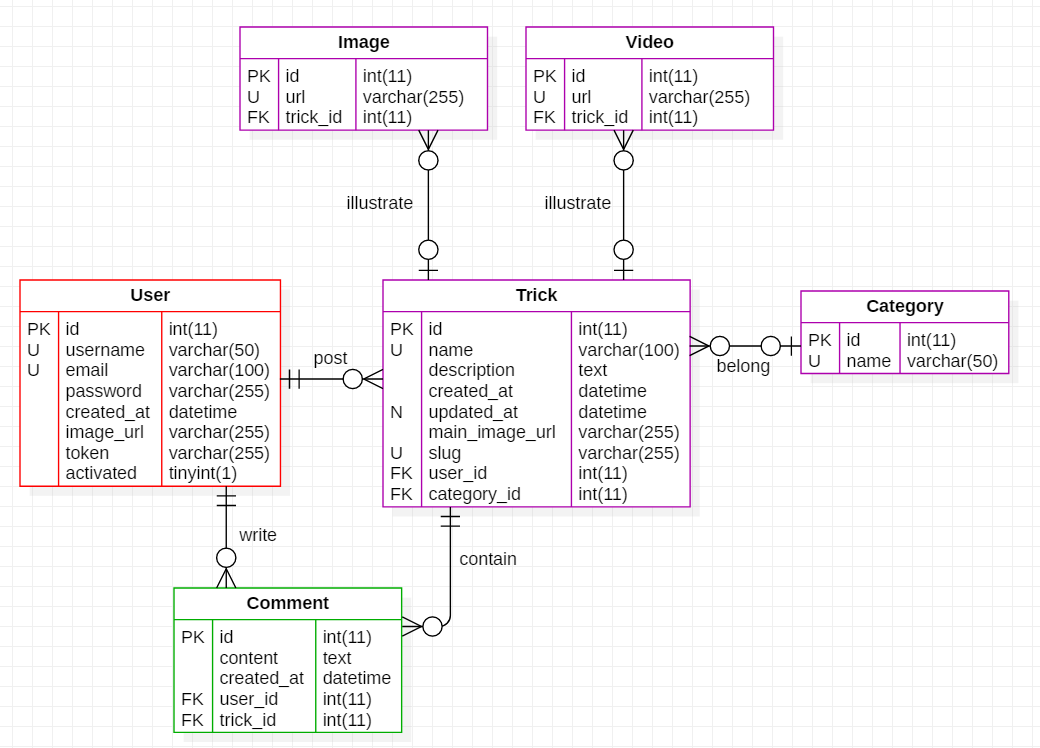 Image
PK id int(11)
U url varchar(255)
FK trick_id int(11)
Video
PK id int(11)
U url varchar(255)
FK trick_id int(11)
illustrate
illustrate
User
PK id int(11)
U username varchar(50)
U email varchar(100)
password varchar(255)
created_at datetime
image_url varchar(255)
token varchar(255)
activated tinyint(1)
post
Trick
PK id int(11)
U name varchar(100)
description text
created_at datetime
N updated_at datetime
main_image_url varchar(255)
U slug varchar(255)
FK user_id int(11)
FK category_id int(11)
belong
Category
PK id int(11)
U name varchar(50)
write
contain
Comment
PK id int(11)
content text
created_at datetime
FK user_id int(11)
FK trick_id int(11)